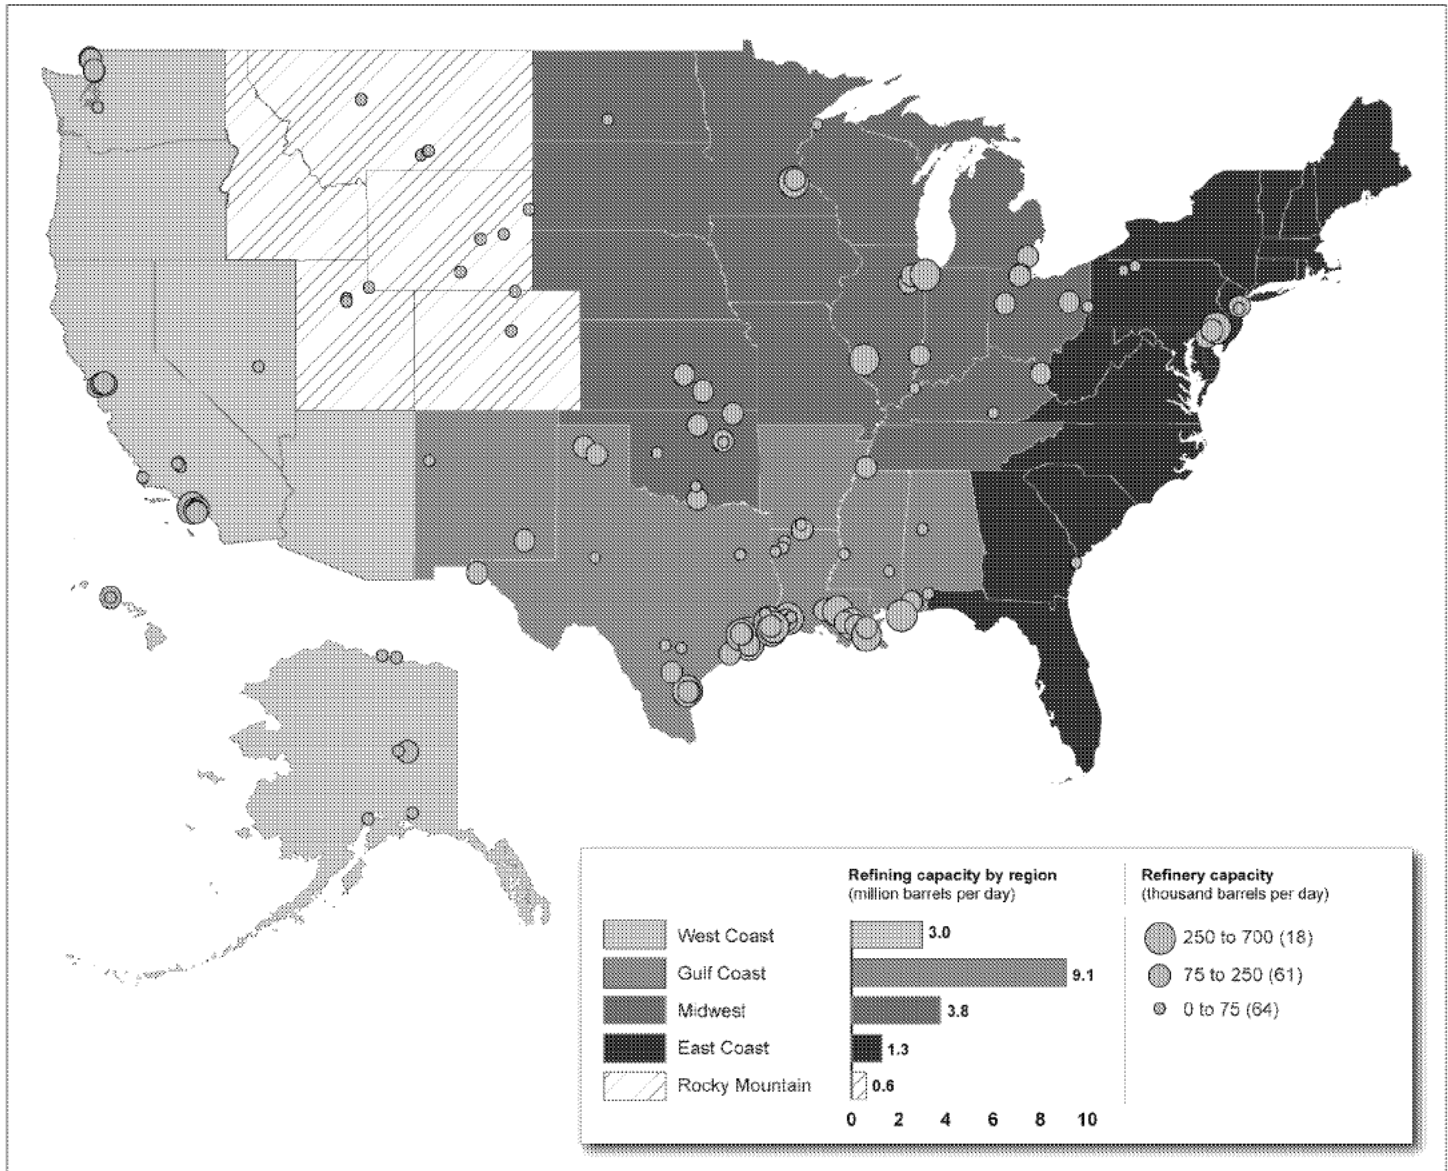 Refining capacity by region
(million barrels per day)
Refinery capacity
(thousand barrels per day)
West Coast
3.0
250 to 700 (18)
Gulf Coast
9.1
75 to 250 (61)
Midwest
3.8
0 to 75 (64)
East Coast
1.3
Rocky Mountain
0.6
0 2 4 6 8 10